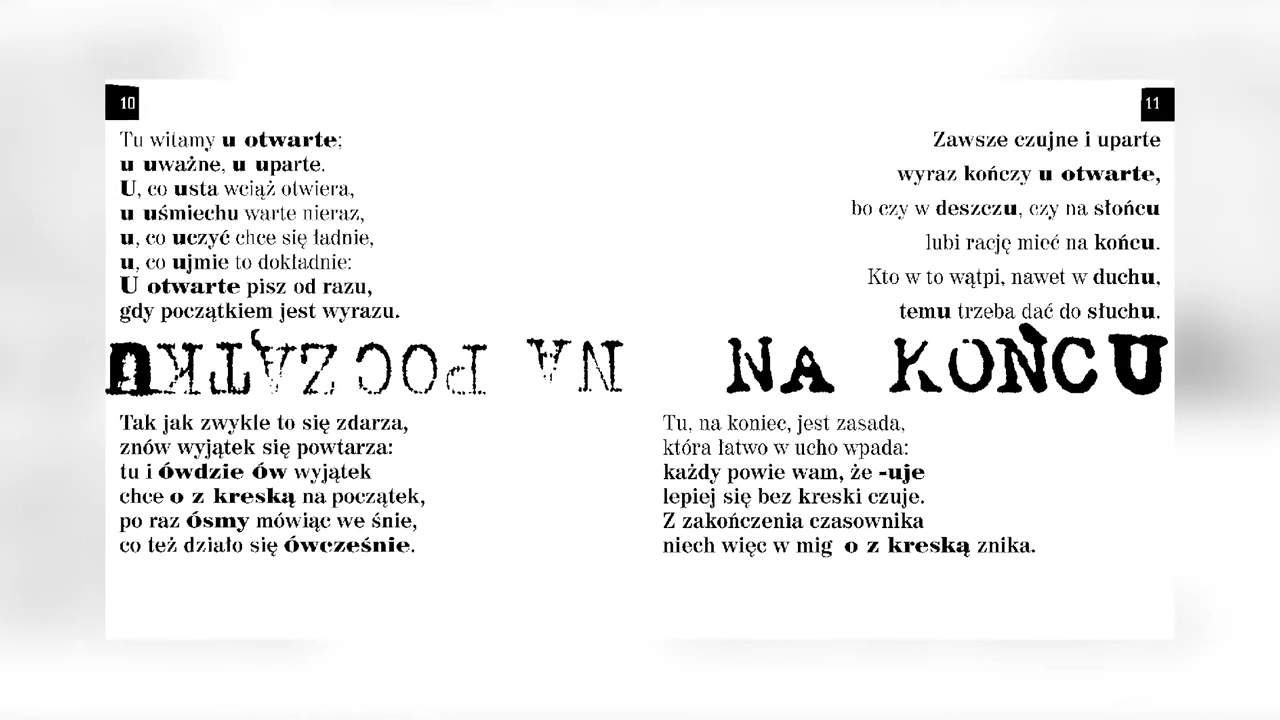 10
Tu witamy u otwarte;
u uważne, u uparte.
U, co usta wciąż otwiera,
u uśmiechu warte nieraz,
u, co uczyć chce się ładnie,
u, co ujmie to dokładnie:
U otwarte pisz od razu,
gdy początkiem jest wyrazu.
NA POCZĄTKU
Tak jak zwykle to się zdarza,
znów wyjątek się powtarza:
tu i ówdzie ów wyjątek
chce o z kreską na początek,
po raz ósmy mówiąc we śnie,
co też działo się ówcześnie.
11
Zawsze czujne i uparte
wyraz kończy u otwarte,
bo czy w deszczu, czy na słońcu
lubi rację mieć na końcu.
Kto w to wątpi, nawet w duchu,
temu trzeba dać do słuchu.
NA KOŃCU
Tu, na koniec, jest zasada,
która łatwo w ucho wpada:
każdy powie wam, że -uje
lepiej się bez kreski czuje.
Z zakończenia czasownika
niech więc w mig o z kreską znika.